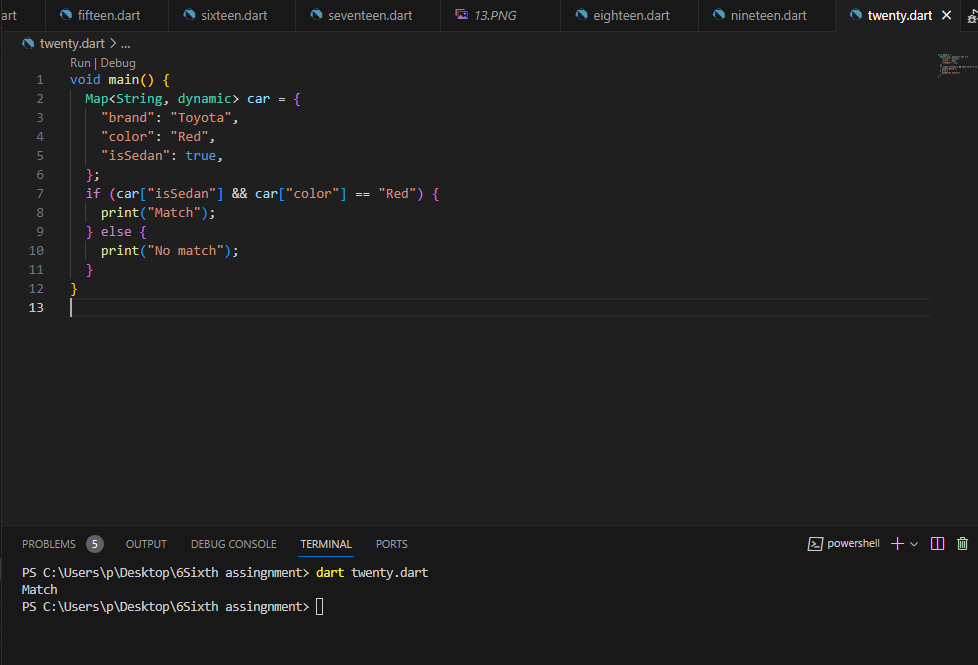 art fifteen.dart sixteen.dart seventeen.dart 13.PNG eighteen.dart nineteen.dart twenty.dart
twenty.dart > ...
Run | Debug
1 void main() {
2   Map<String, dynamic> car = {
3     "brand": "Toyota",
4     "color": "Red",
5     "isSedan": true,
6   };
7   if (car["isSedan"] && car["color"] == "Red") {
8     print("Match");
9   } else {
10     print("No match");
11   }
12 }
13
PROBLEMS 5 OUTPUT DEBUG CONSOLE TERMINAL PORTS powershell
PS C:\Users\p\Desktop\6Sixth assingnment> dart twenty.dart
Match
PS C:\Users\p\Desktop\6Sixth assingnment>